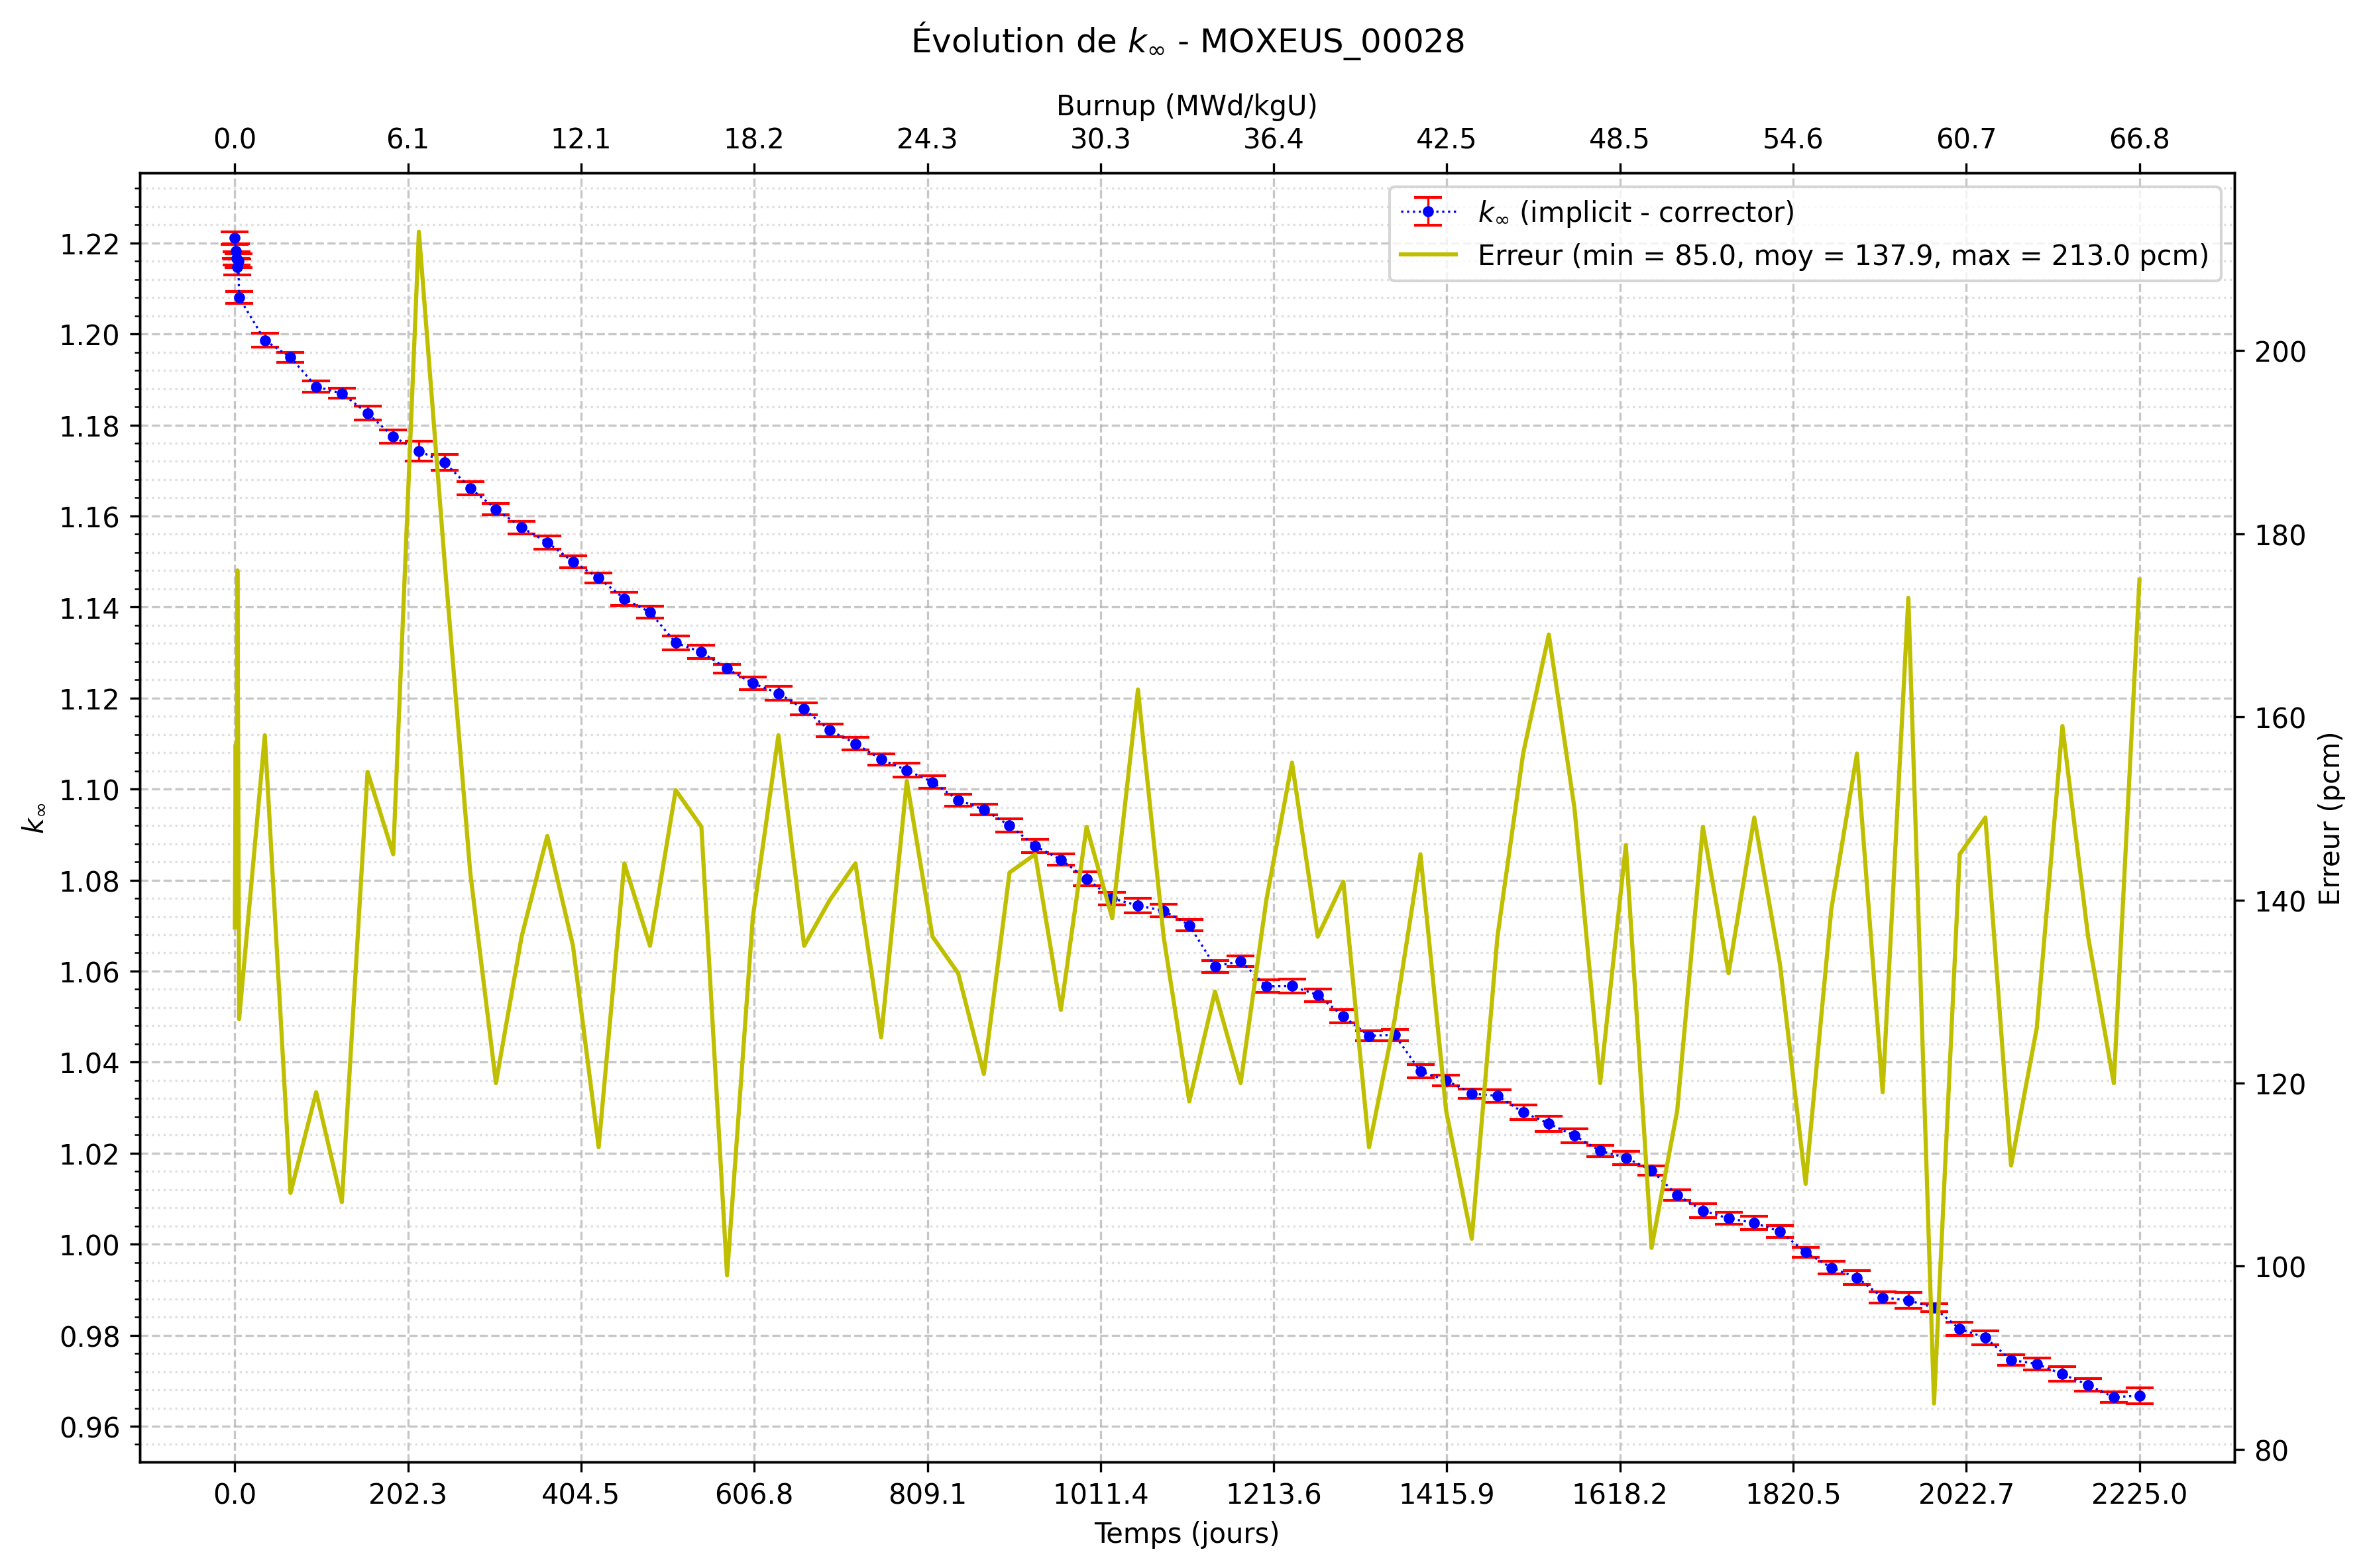 Évolution de k∞ - MOXEUS_00028
Burnup (MWd/kgU)
0.0 6.1 12.1 18.2 24.3 30.3 36.4 42.5 48.5 54.6 60.7 66.8
k∞ (implicit - corrector)
Erreur (min = 85.0, moy = 137.9, max = 213.0 pcm)
k∞
1.22
1.20
1.18
1.16
1.14
1.12
1.10
1.08
1.06
1.04
1.02
1.00
0.98
0.96
200
180
160
140
120
100
80
Erreur (pcm)
0.0 202.3 404.5 606.8 809.1 1011.4 1213.6 1415.9 1618.2 1820.5 2022.7 2225.0
Temps (jours)